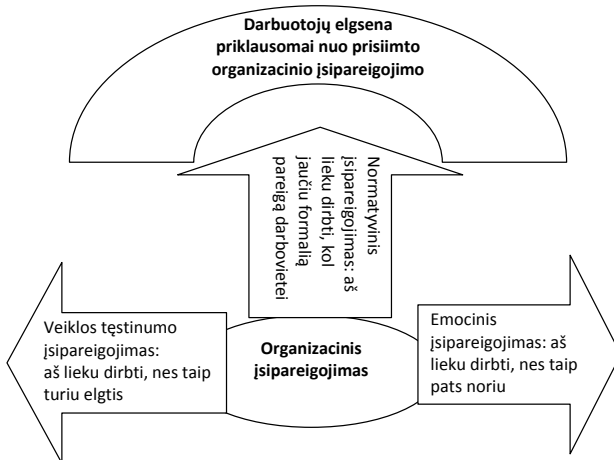 Darbuotojų elgsena
priklausomai nuo prisiimto
organizacinio įsipareigojimo
Normatyvinis
įsipareigojimas: aš
lieku dirbti, kol
jaučiu formalią
pareigą darbovietei
Veiklos tęstinumo
įsipareigojimas:
aš lieku dirbti, nes taip
turiu elgtis
Organizacinis
įsipareigojimas
Emocinis
įsipareigojimas: aš
lieku dirbti, nes taip
pats noriu